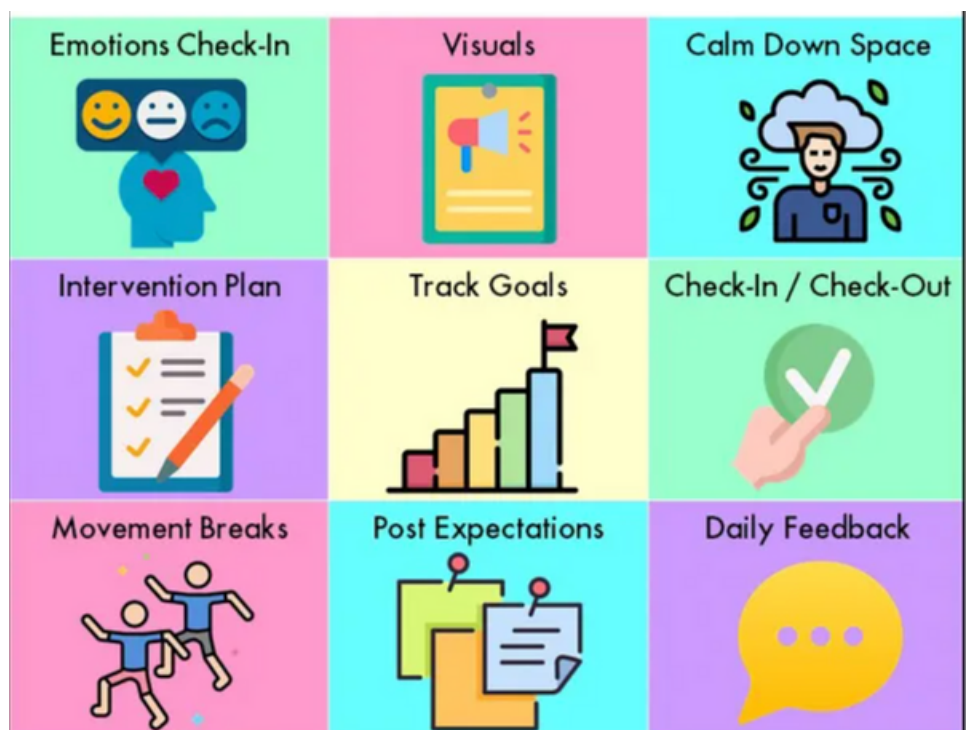 Emotions Check-In
Visuals
Calm Down Space
Intervention Plan
Track Goals
Check-In / Check-Out
Movement Breaks
Post Expectations
Daily Feedback